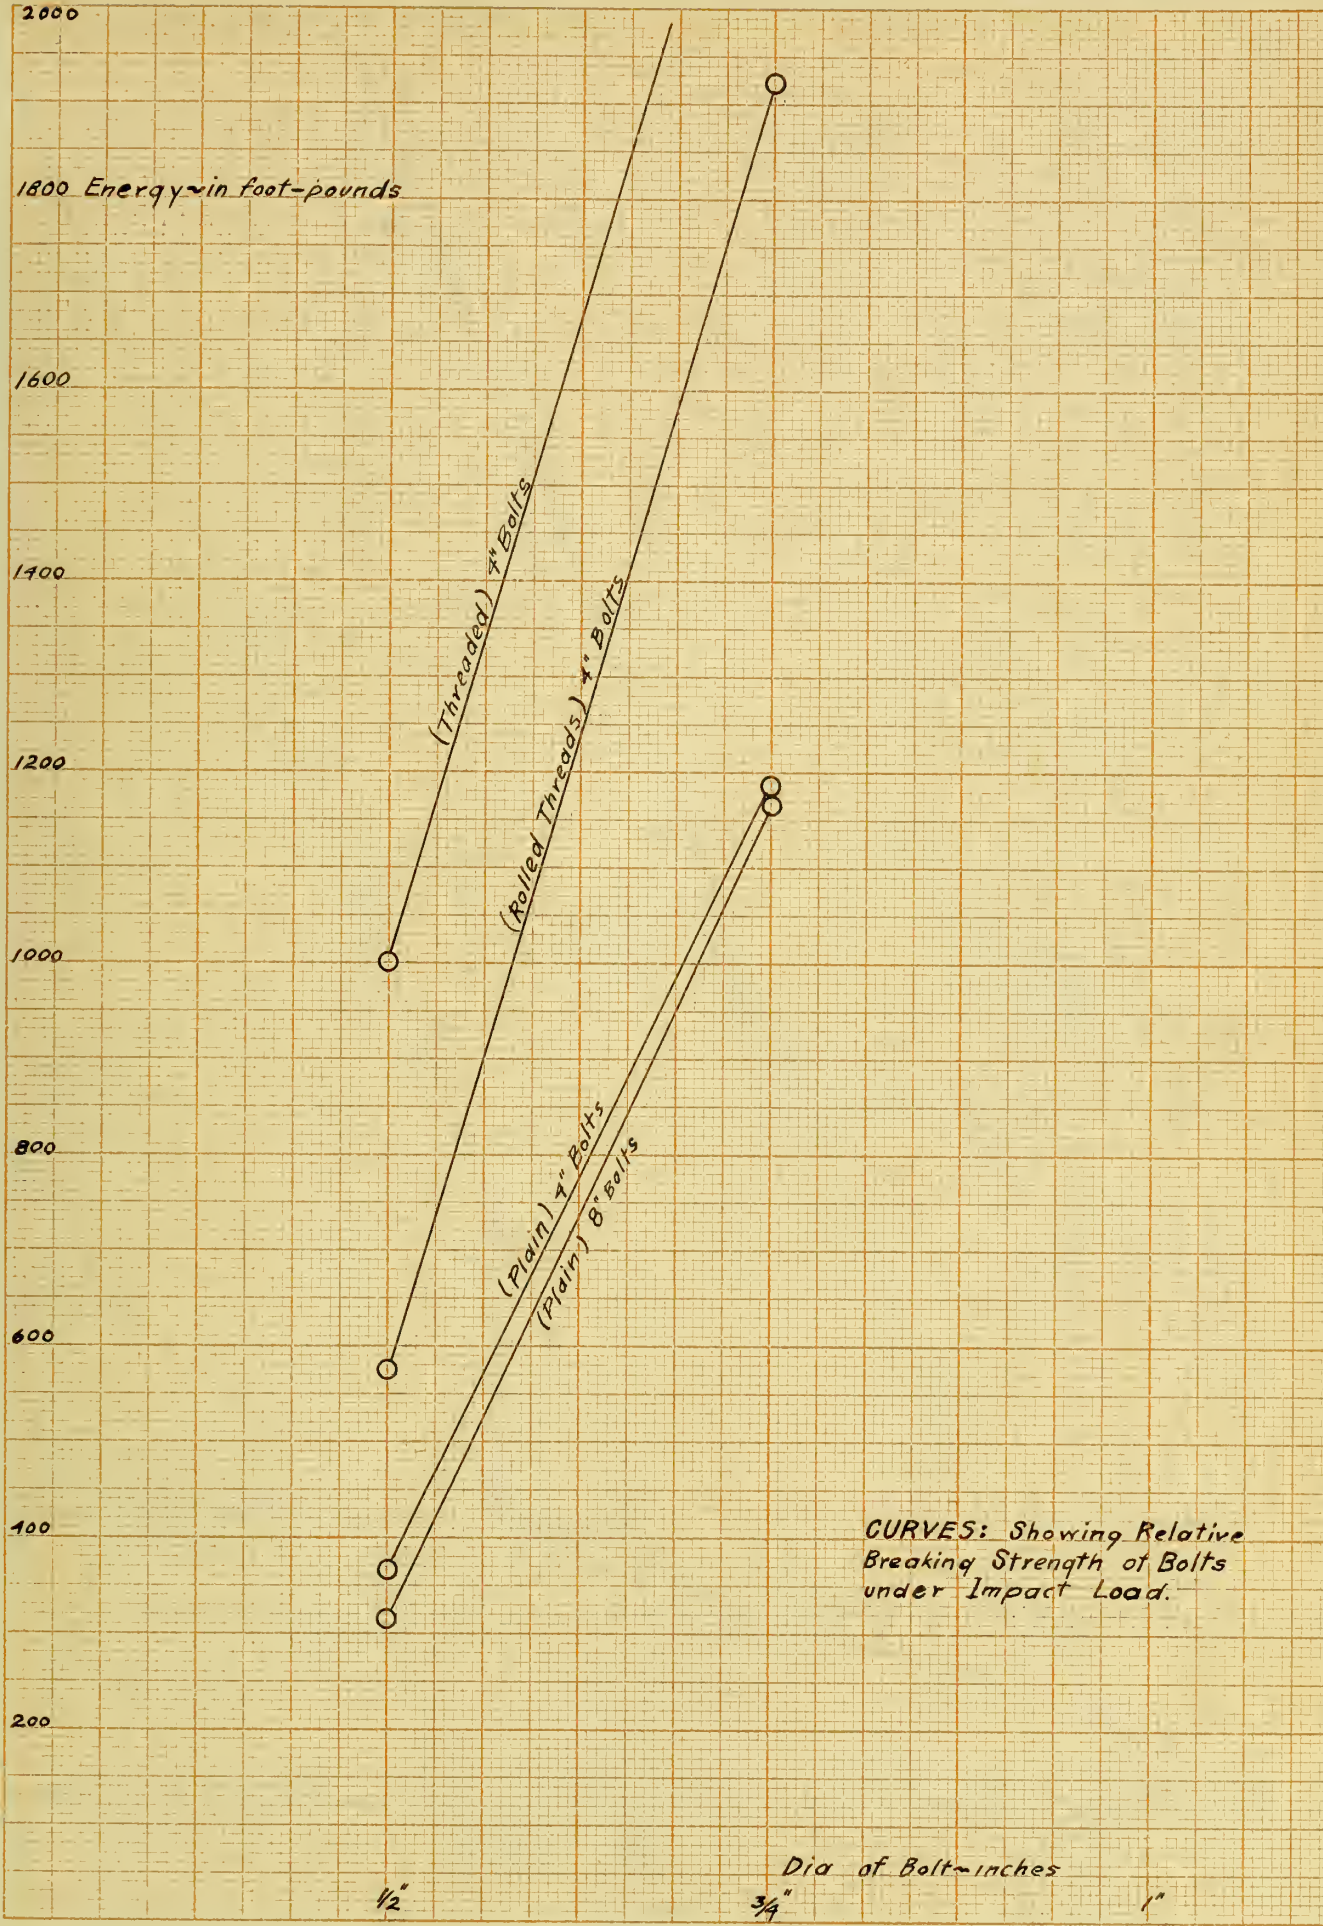 2000
1800 Energy~in foot-pounds
1600
1400
(Threaded) 4" Bolts
(Rolled Threads) 4" Bolts
1200
1000
800
(Plain) 4" Bolts
(Plain) 8" Bolts
600
400
CURVES: Showing Relative
Breaking Strength of Bolts
under Impact Load.
200
Dia of Bolt~inches
1/2"
3/4"
1"